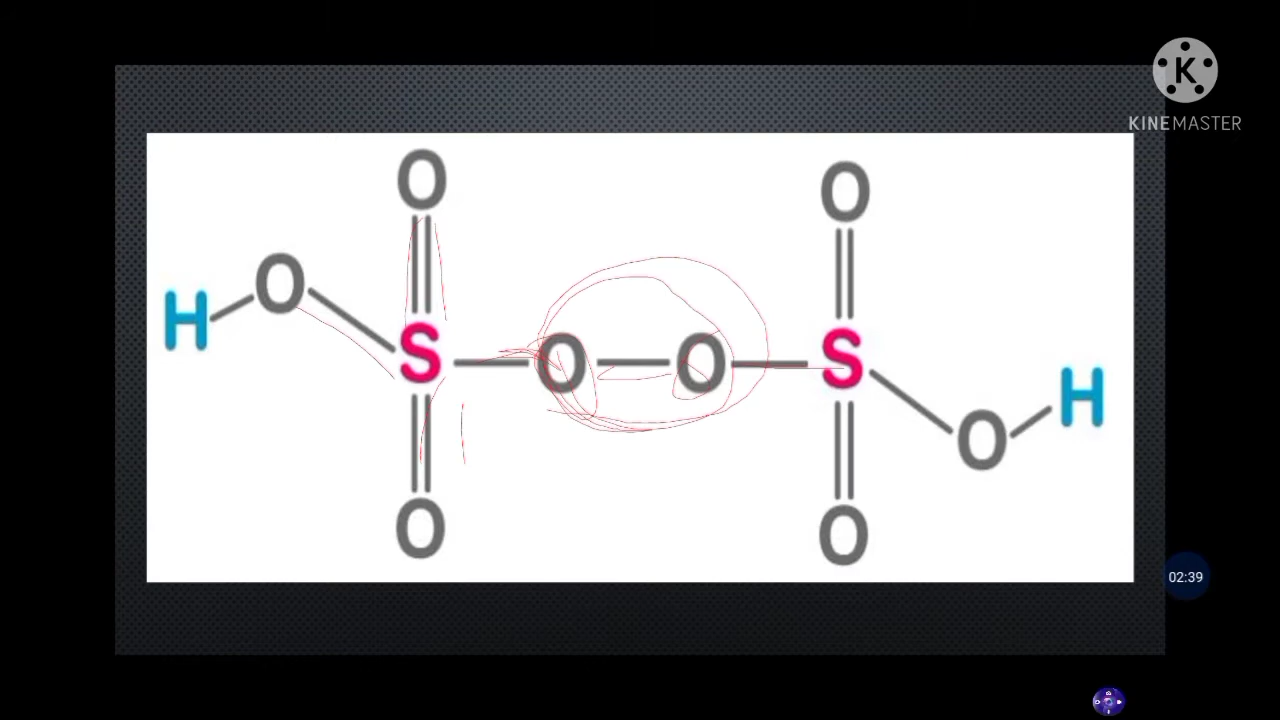 K
KINEMASTER
O O
H O
S O O S
H
O
O O
02:39